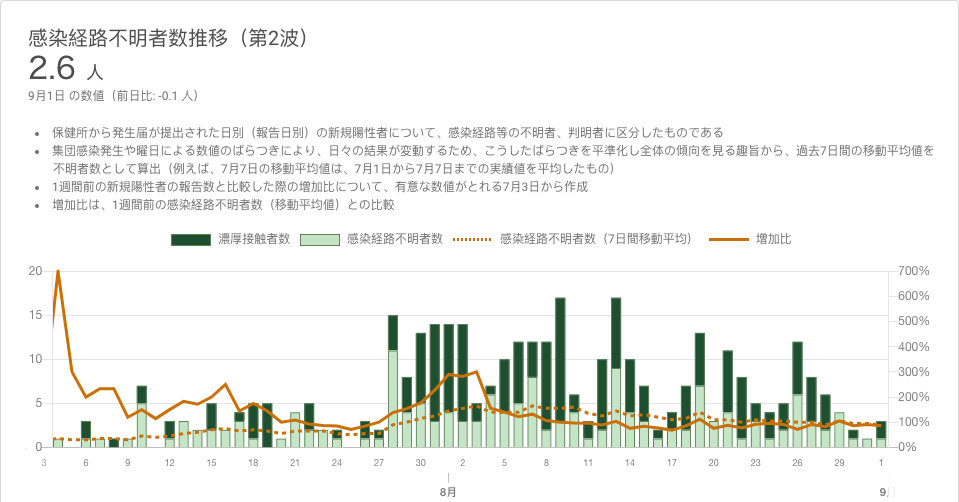 感染経路不明者数推移（第2波）
2.6 人
9月1日 の数値（前日比: -0.1 人）
• 保健所から発生届が提出された日別（報告日別）の新規陽性者について、感染経路等の不明者、判明者に区分したものである
• 集団感染発生や曜日による数値のばらつきにより、日々の結果が変動するため、こうしたばらつきを平準化し全体の傾向を見る趣旨から、過去7日間の移動平均値を
不明者数として算出（例えば、7月7日の移動平均値は、7月1日から7月7日までの実績値を平均したもの）
• 1週間前の新規陽性者の報告数と比較した際の増加比について、有意な数値がとれる7月3日から作成
• 増加比は、1週間前の感染経路不明者数（移動平均値）との比較
濃厚接触者数 感染経路不明者数 感染経路不明者数（7日間移動平均） 増加比
20 700%
600%
15
500%
10 400%
300%
5 200%
100%
0 0%
3 6 9 12 15 18 21 24 27 30 2 5 8 11 14 17 20 23 26 29 1
8月 9月